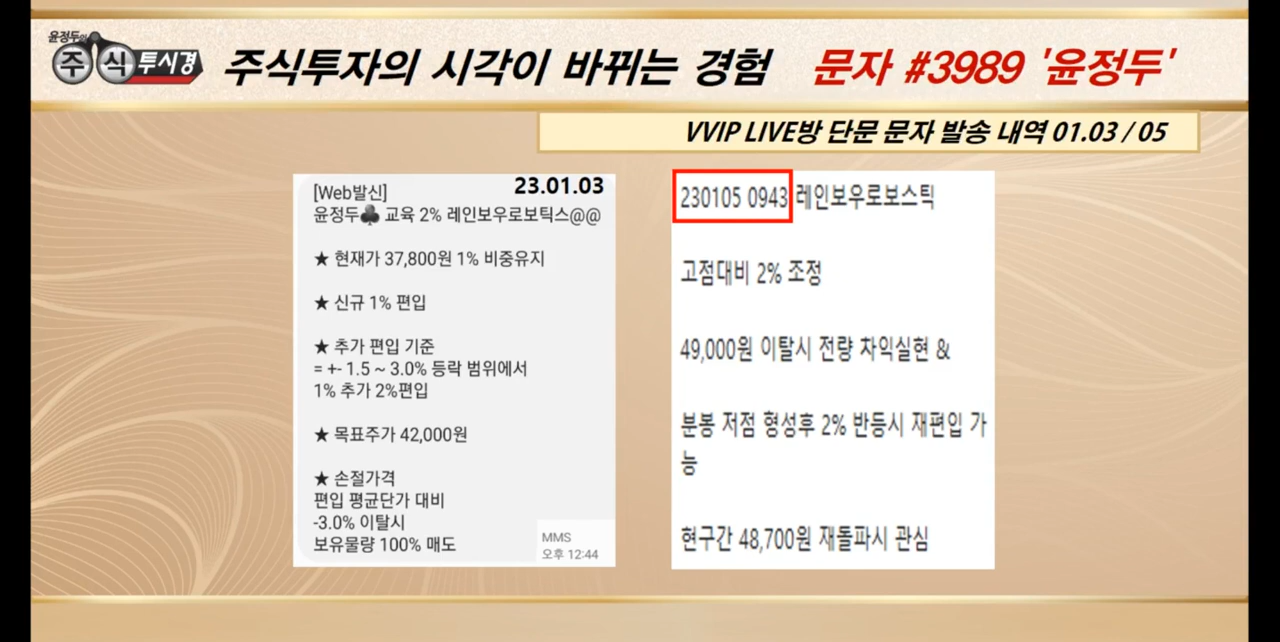 윤정두의
주식투시경
주식투자의 시각이 바뀌는 경험 문자 #3989 '윤정두'
VVIP LIVE방 단문 문자 발송 내역 01.03 / 05
[Web발신]
23.01.03
윤정두♣ 교육 2% 레인보우로보틱스@@
★ 현재가 37,800원 1% 비중유지
★ 신규 1% 편입
★ 추가 편입 기준
= +- 1.5 ~ 3.0% 등락 범위에서
1% 추가 2%편입
★ 목표주가 42,000원
★ 손절가격
편입 평균단가 대비
-3.0% 이탈시
보유물량 100% 매도
MMS
오후 12:44
230105 0943 레인보우로보스틱
고점대비 2% 조정
49,000원 이탈시 전량 차익실현 &
분봉 저점 형성후 2% 반등시 재편입 가
능
현구간 48,700원 재돌파시 관심